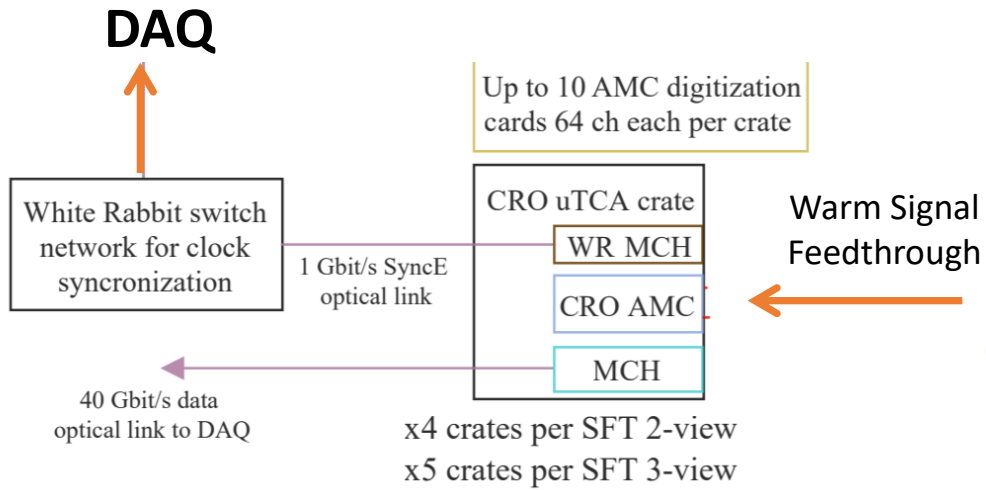 DAQ
Up to 10 AMC digitization
cards 64 ch each per crate
White Rabbit switch
network for clock
syncronization
1 Gbit/s SyncE
optical link
CRO uTCA crate
WR MCH
CRO AMC
MCH
Warm Signal
Feedthrough
40 Gbit/s data
optical link to DAQ
x4 crates per SFT 2-view
x5 crates per SFT 3-view